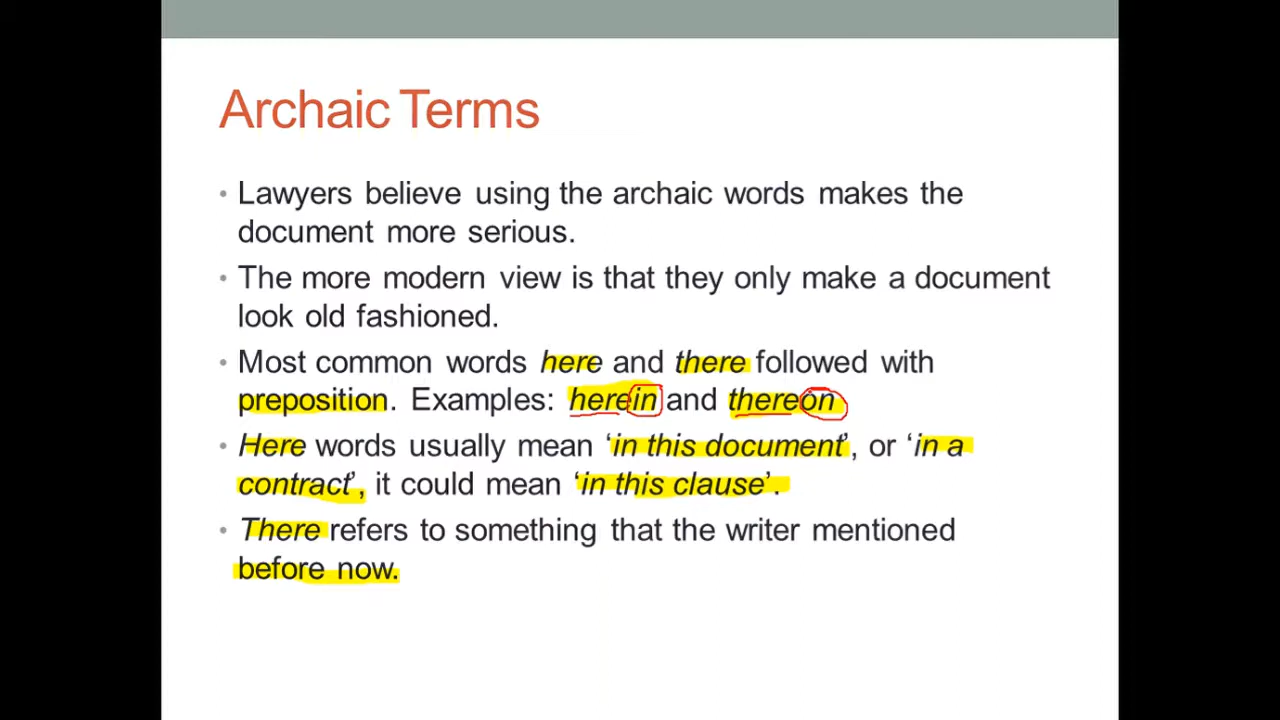 Archaic Terms
• Lawyers believe using the archaic words makes the
document more serious.
• The more modern view is that they only make a document
look old fashioned.
• Most common words here and there followed with
preposition. Examples: herein and thereon
• Here words usually mean ‘in this document’, or ‘in a
contract’, it could mean ‘in this clause’.
• There refers to something that the writer mentioned
before now.